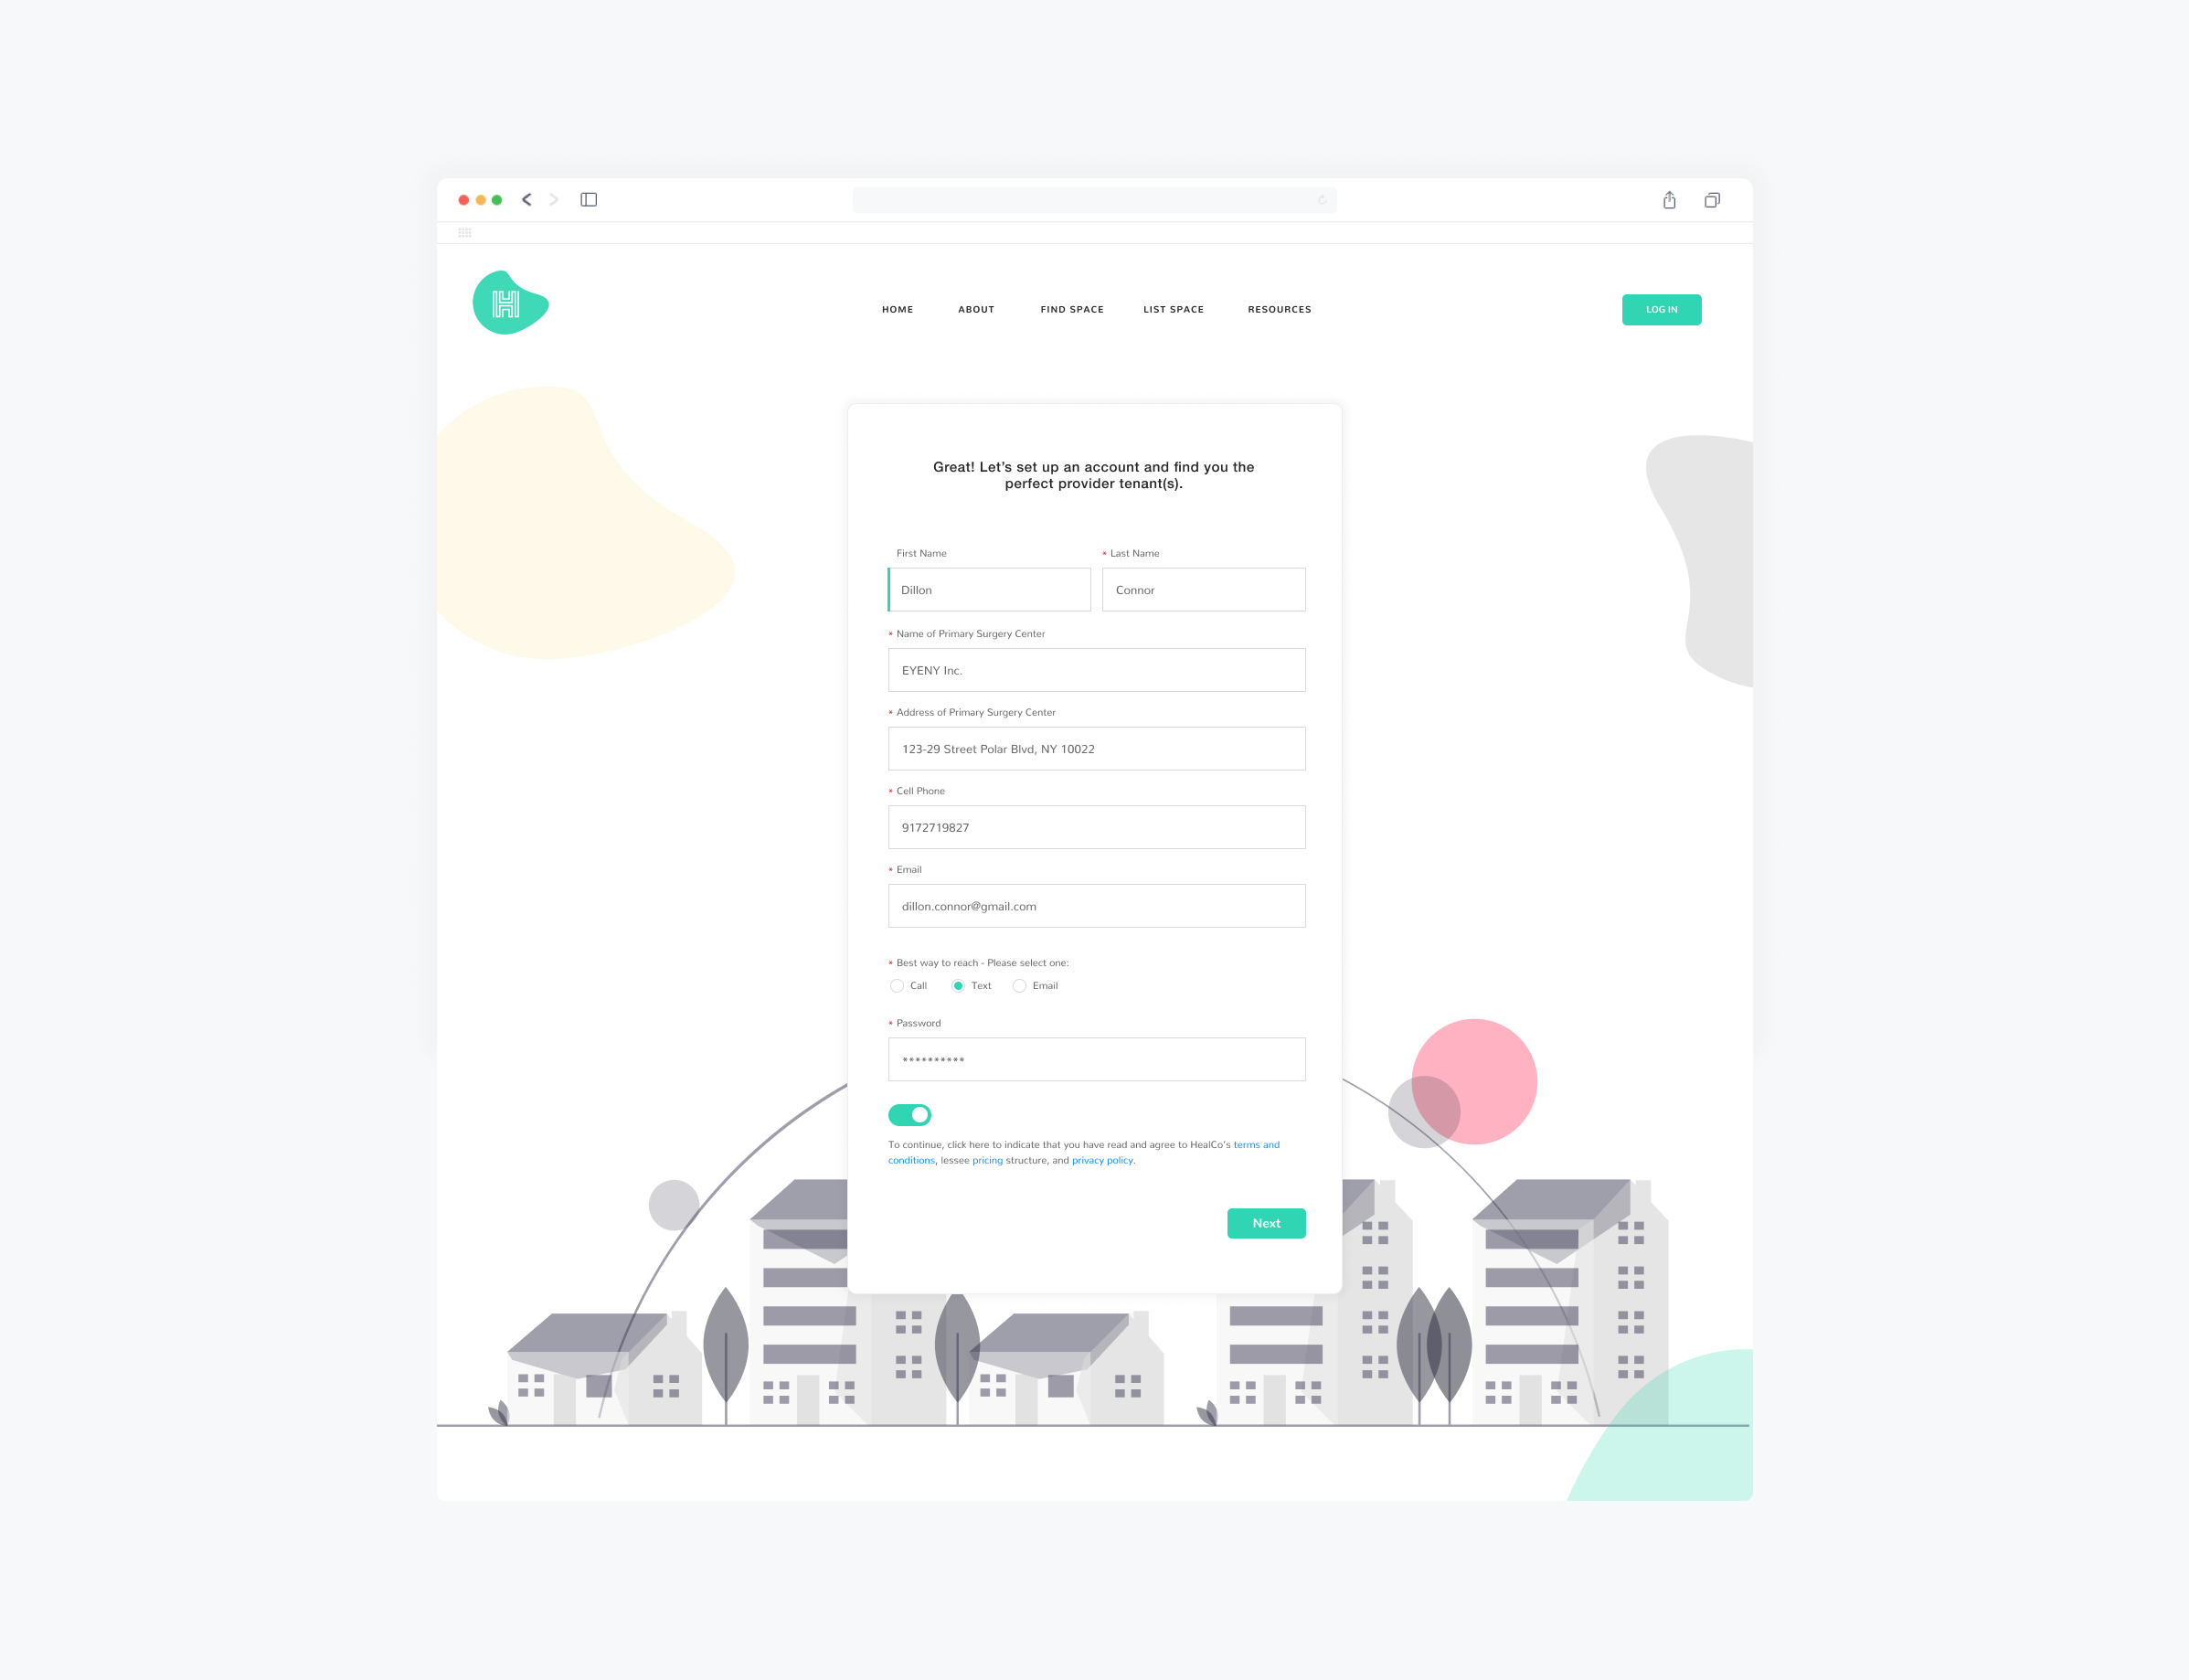 H
HOME ABOUT FIND SPACE LIST SPACE RESOURCES
LOG IN
Great! Let’s set up an account and find you the
perfect provider tenant(s).
First Name * Last Name
Dillon Connor
* Name of Primary Surgery Center
EYENY Inc.
* Address of Primary Surgery Center
123-29 Street Polar Blvd, NY 10022
* Cell Phone
9172719827
* Email
dillon.connor@gmail.com
* Best way to reach - Please select one:
Call Text Email
* Password
**********
To continue, click here to indicate that you have read and agree to HealCo's terms and
conditions, lessee pricing structure, and privacy policy.
Next